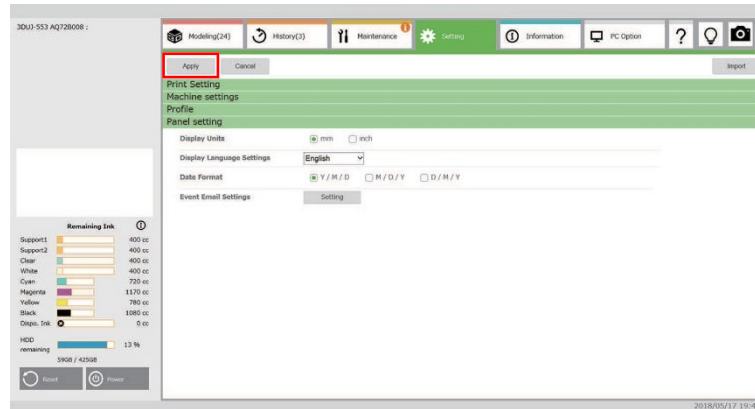 3DUJ-553 AQ72B008 :
Modeling(24)
History(3)
Maintenance
Setting
Information
PC Option
Apply
Cancel
Import
Print Setting
Machine settings
Profile
Panel setting
Display Units
mm
inch
Display Language Settings
English
Date Format
Y/M/D
M/D/Y
D/M/Y
Event Email Settings
Setting
Remaining Ink
Support1 400 cc
Support2 400 cc
Clear 400 cc
White 400 cc
Cyan 720 cc
Magenta 1170 cc
Yellow 780 cc
Black 1080 cc
Dispo. Ink 0 cc
HDD
remaining 13 %
59GB / 425GB
Reset
Power
2018/05/17 19:4